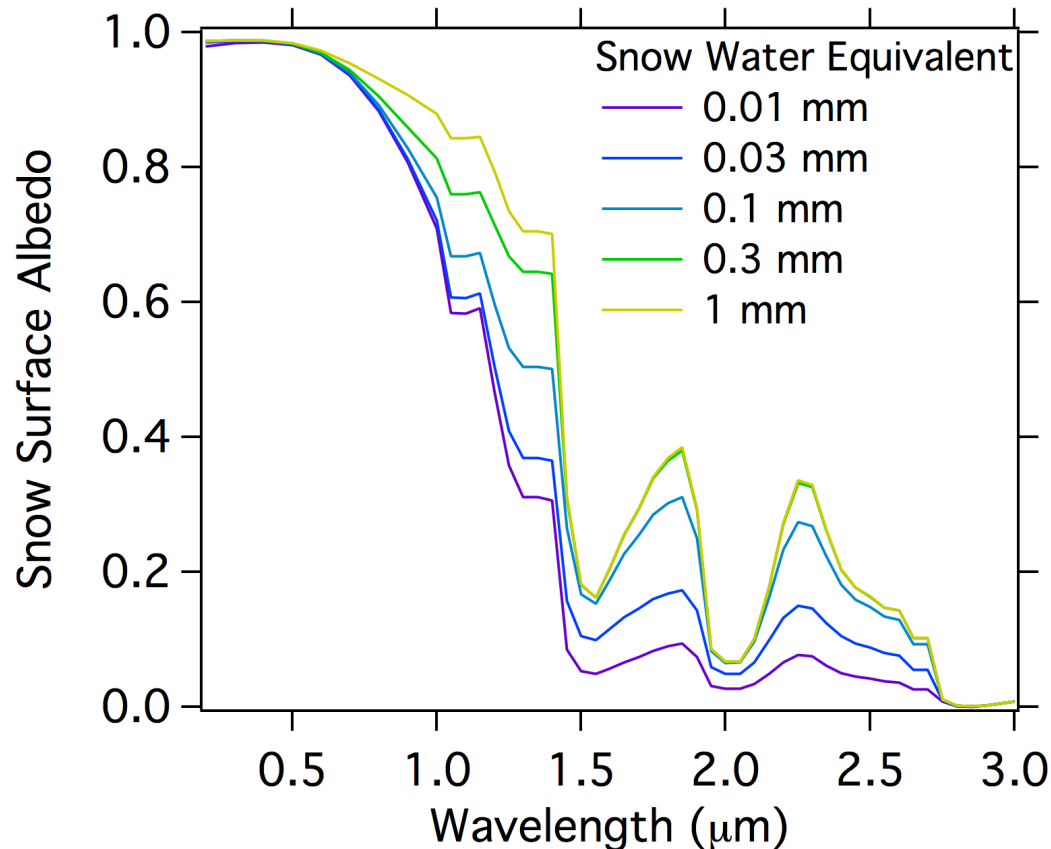 Snow Surface Albedo
1.0
0.8
0.6
0.4
0.2
0.0
Snow Water Equivalent
0.01 mm
0.03 mm
0.1 mm
0.3 mm
1 mm
0.5 1.0 1.5 2.0 2.5 3.0
Wavelength (μm)